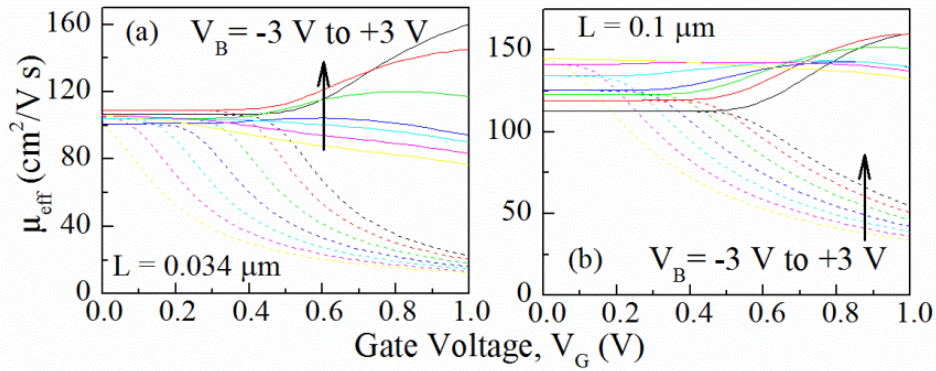 (a) V_B= -3 V to +3 V
L = 0.034 μm
160
120
80
40
0
0.0 0.2 0.4 0.6 0.8 1.0
μ_eff (cm²/V s)
L = 0.1 μm
(b) V_B= -3 V to +3 V
150
100
50
0
0.0 0.2 0.4 0.6 0.8 1.0
Gate Voltage, V_G (V)